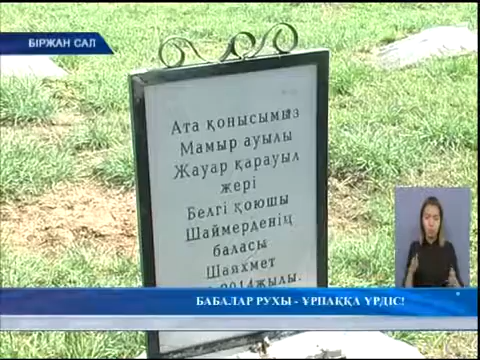 БІРЖАН САЛ
Ата қонысымыз
Мамыр ауылы
Жауар қарауыл
жері
Белгі қоюшы
Шаймерденің
баласы
Шаяхмет
2014жылы.
БАБАЛАР РУХЫ - ҰРПАҚҚА ҮРДІС!